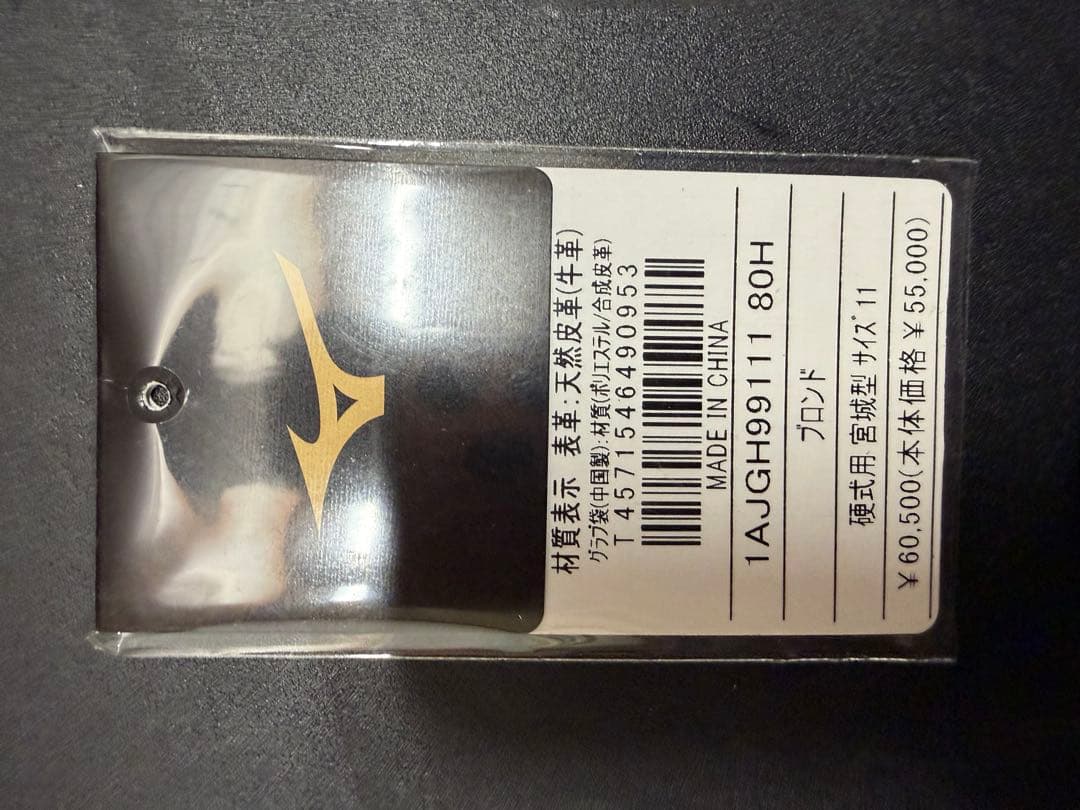 材質表示 表革:天然皮革(牛革)
グラブ袋(中国製):材質(ポリエステル/合成皮革)
T 4571546490953
MADE IN CHINA
1AJGH99111 80H
ブロンド
硬式用 宮城型 サイズ 11
¥60,500(本体価格¥55,000)